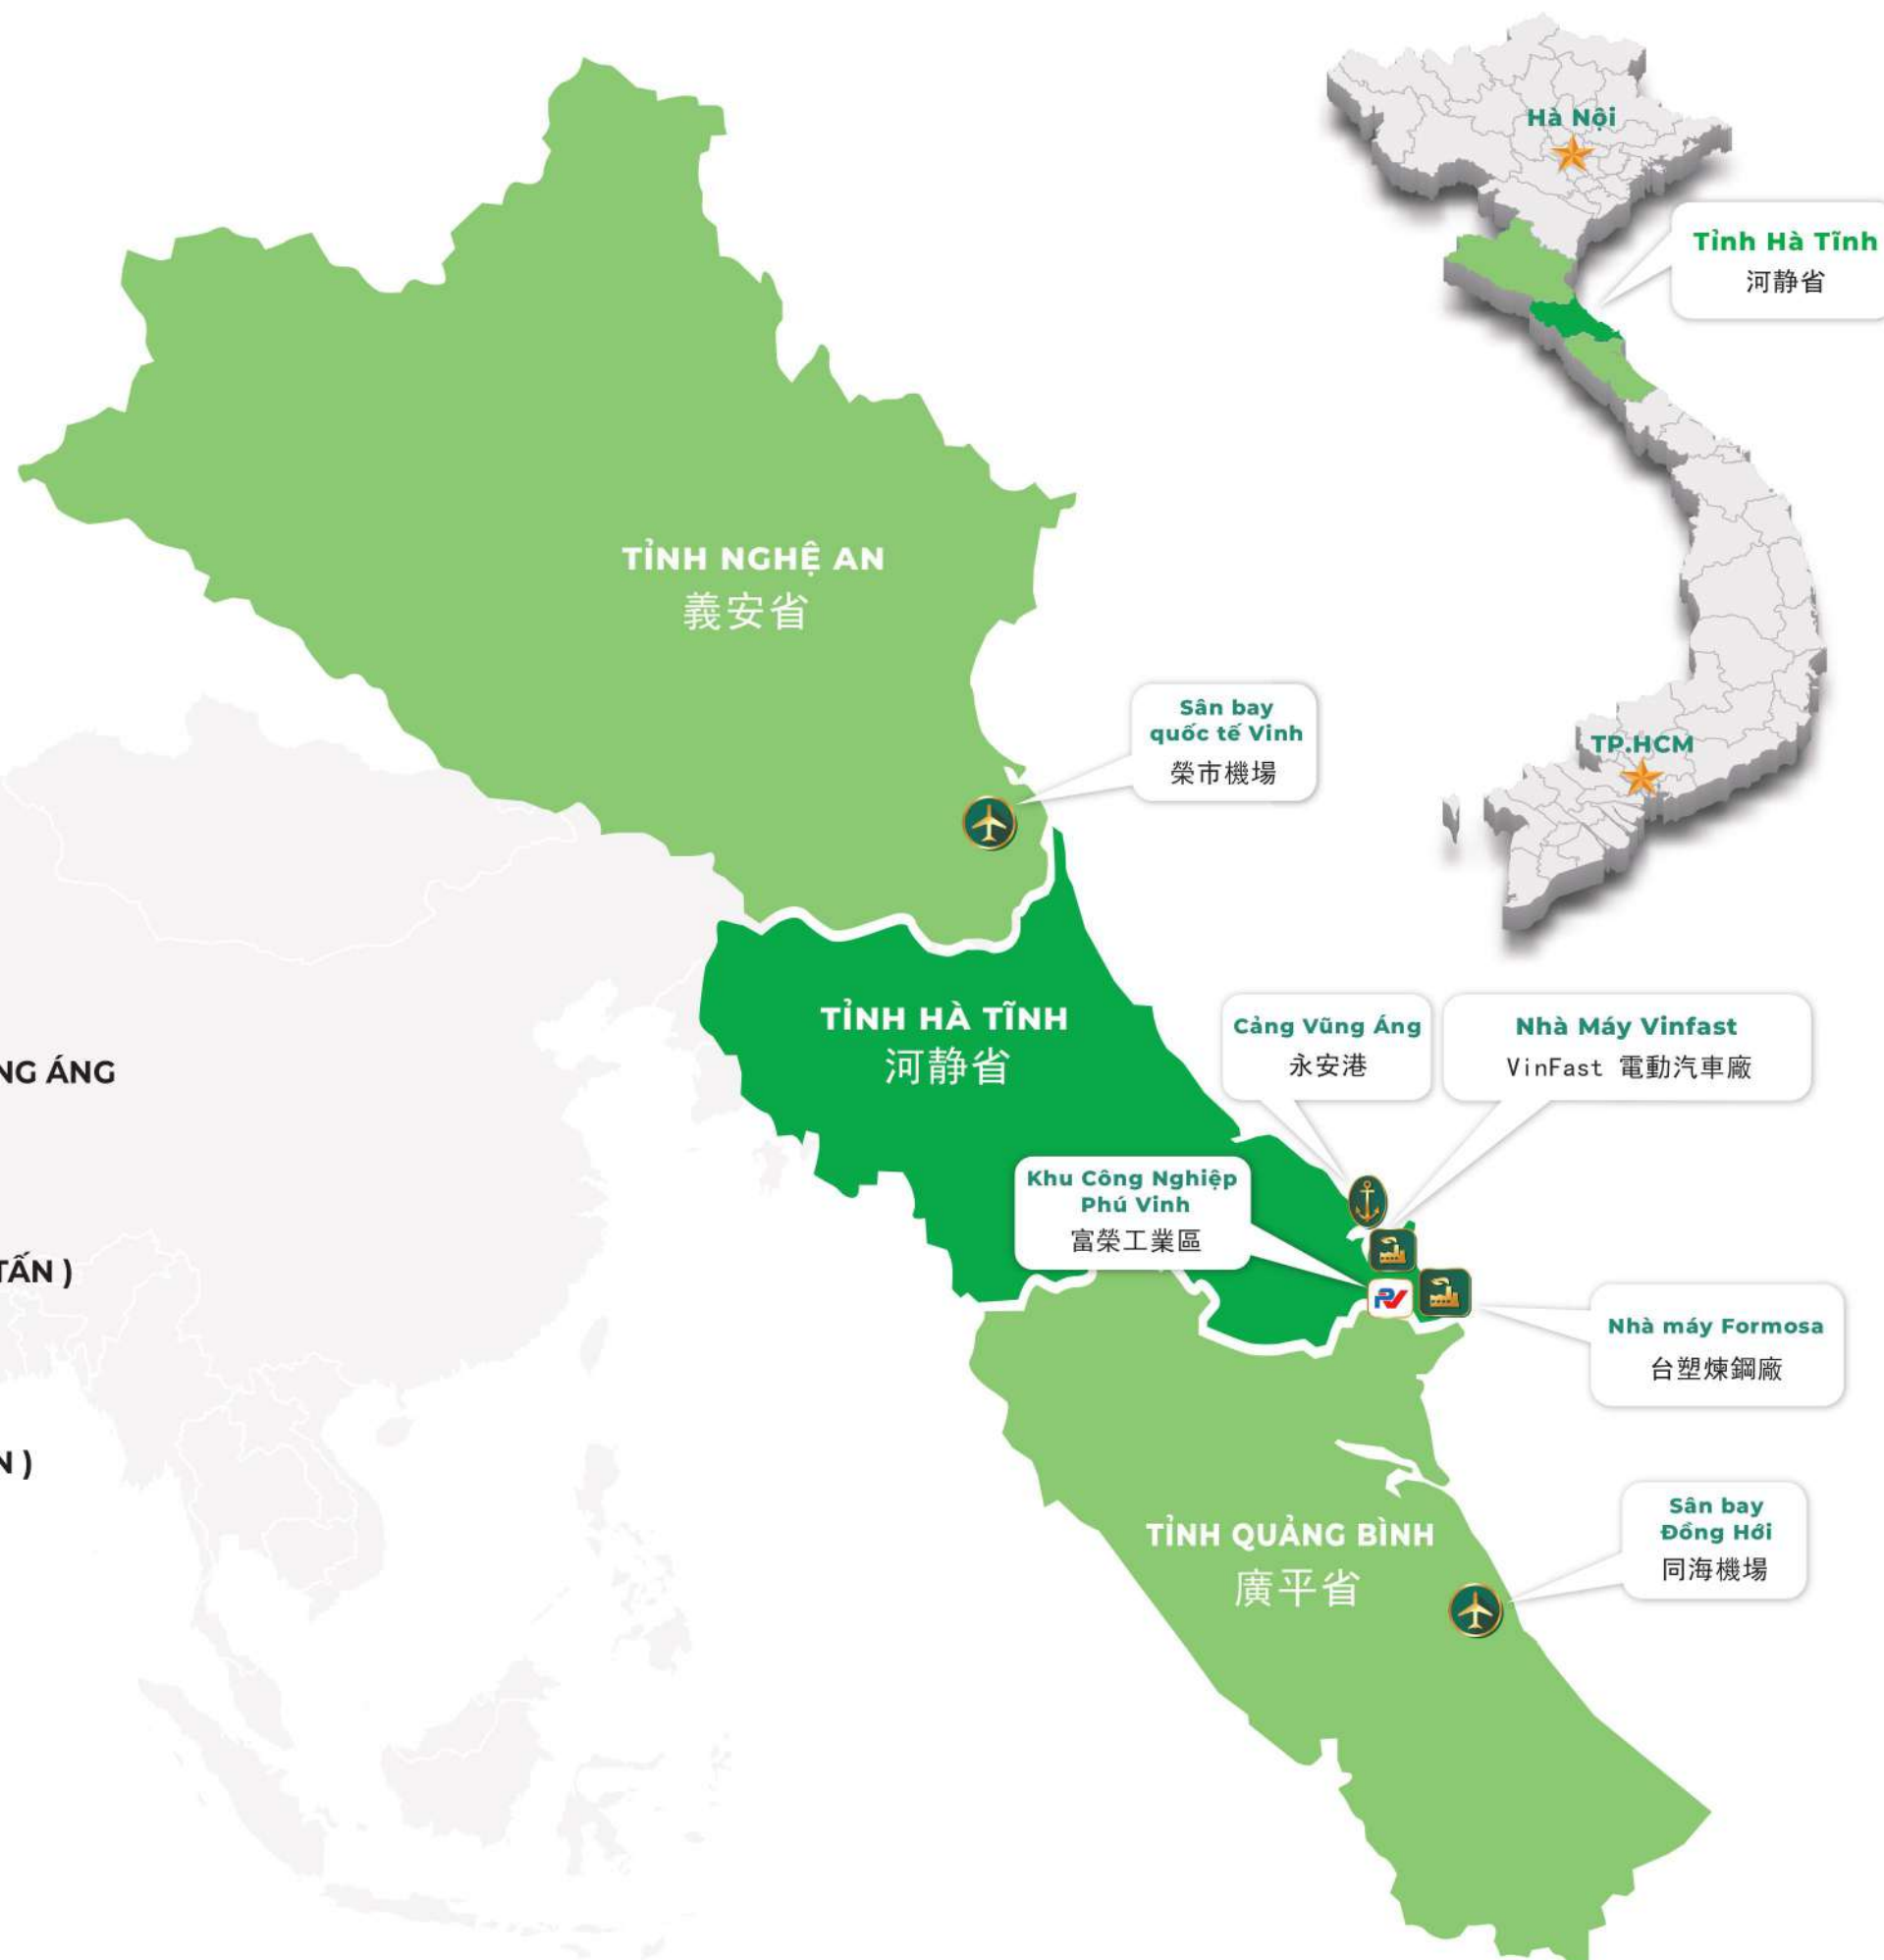 Hà Nội
Tỉnh Hà Tĩnh
河静省
TỈNH NGHỆ AN
義安省
Sân bay
quốc tế Vinh
榮市機場
TP.HCM
TỈNH HÀ TĨNH
河静省
Cảng Vũng Áng
永安港
Nhà Máy Vinfast
VinFast 電動汽車廠
NG ÁNG
Khu Công Nghiệp
Phú Vinh
富榮工業區
TẤN )
PV
Nhà máy Formosa
台塑煉鋼廠
N )
TỈNH QUẢNG BÌNH
廣平省
Sân bay
Đồng Hới
同海機場